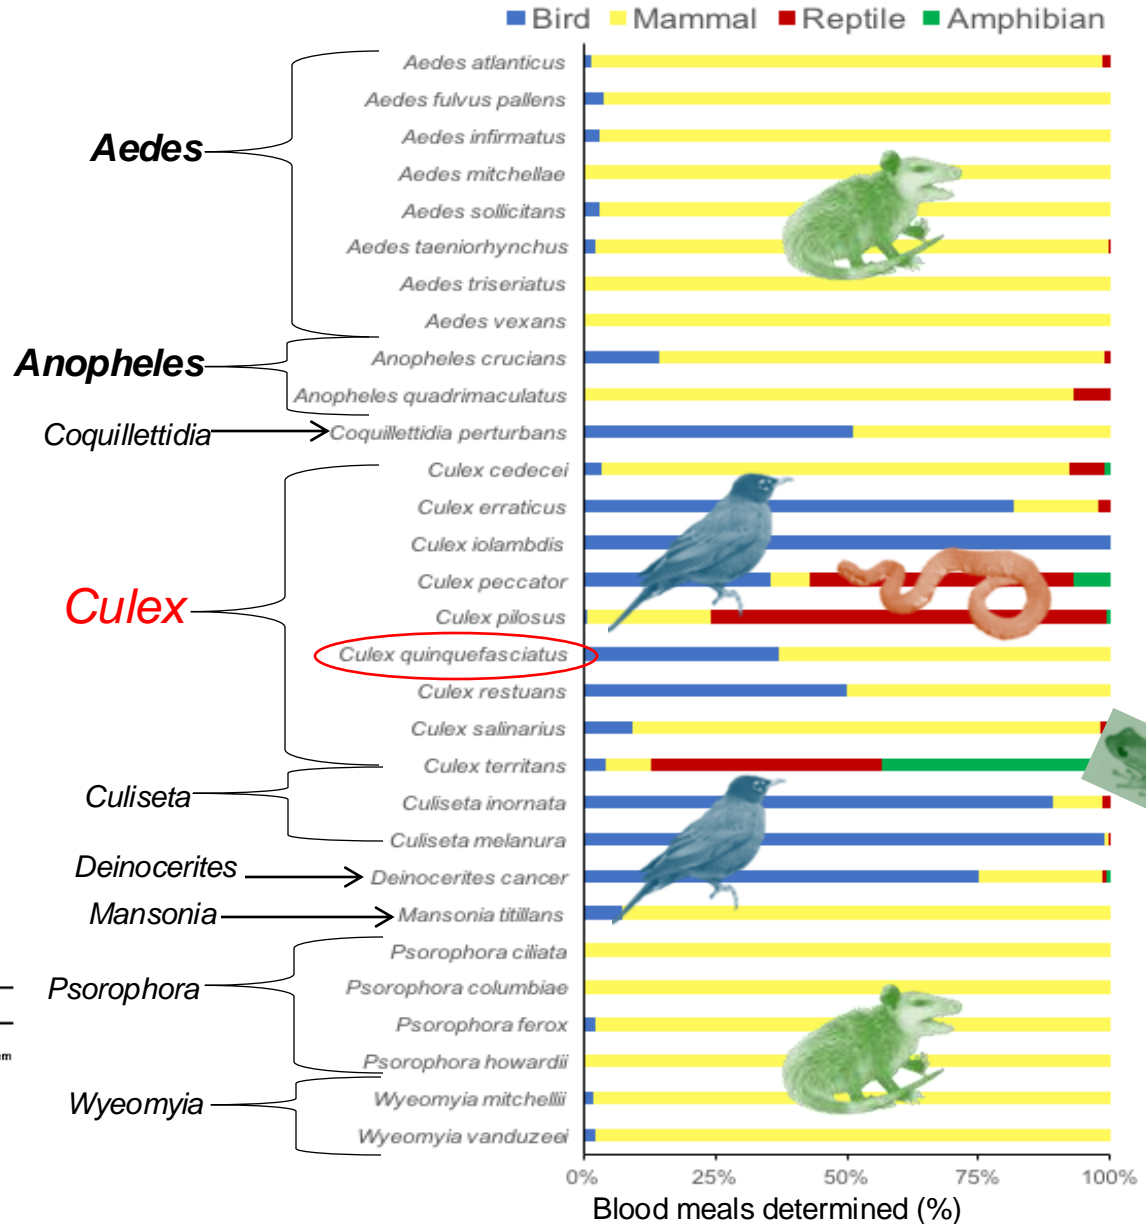 Bird Mammal Reptile Amphibian
Aedes
Aedes atlanticus
Aedes fulvus pallens
Aedes infirmatus
Aedes mitchellae
Aedes sollicitans
Aedes taeniorhynchus
Aedes triseriatus
Aedes vexans
Anopheles
Anopheles crucians
Anopheles quadrimaculatus
Coquillettidia
Coquillettidia perturbans
Culex
Culex cedecei
Culex erraticus
Culex iolambdis
Culex peccator
Culex pilosus
Culex quinquefasciatus
Culex restuans
Culex salinarius
Culex territans
Culiseta
Culiseta inornata
Culiseta melanura
Deinocerites
Deinocerites cancer
Mansonia
Mansonia titillans
Psorophora
Psorophora ciliata
Psorophora columbiae
Psorophora ferox
Psorophora howardii
Wyeomyia
Wyeomyia mitchellii
Wyeomyia vanduzeei
0% 25% 50% 75% 100%
Blood meals determined (%)